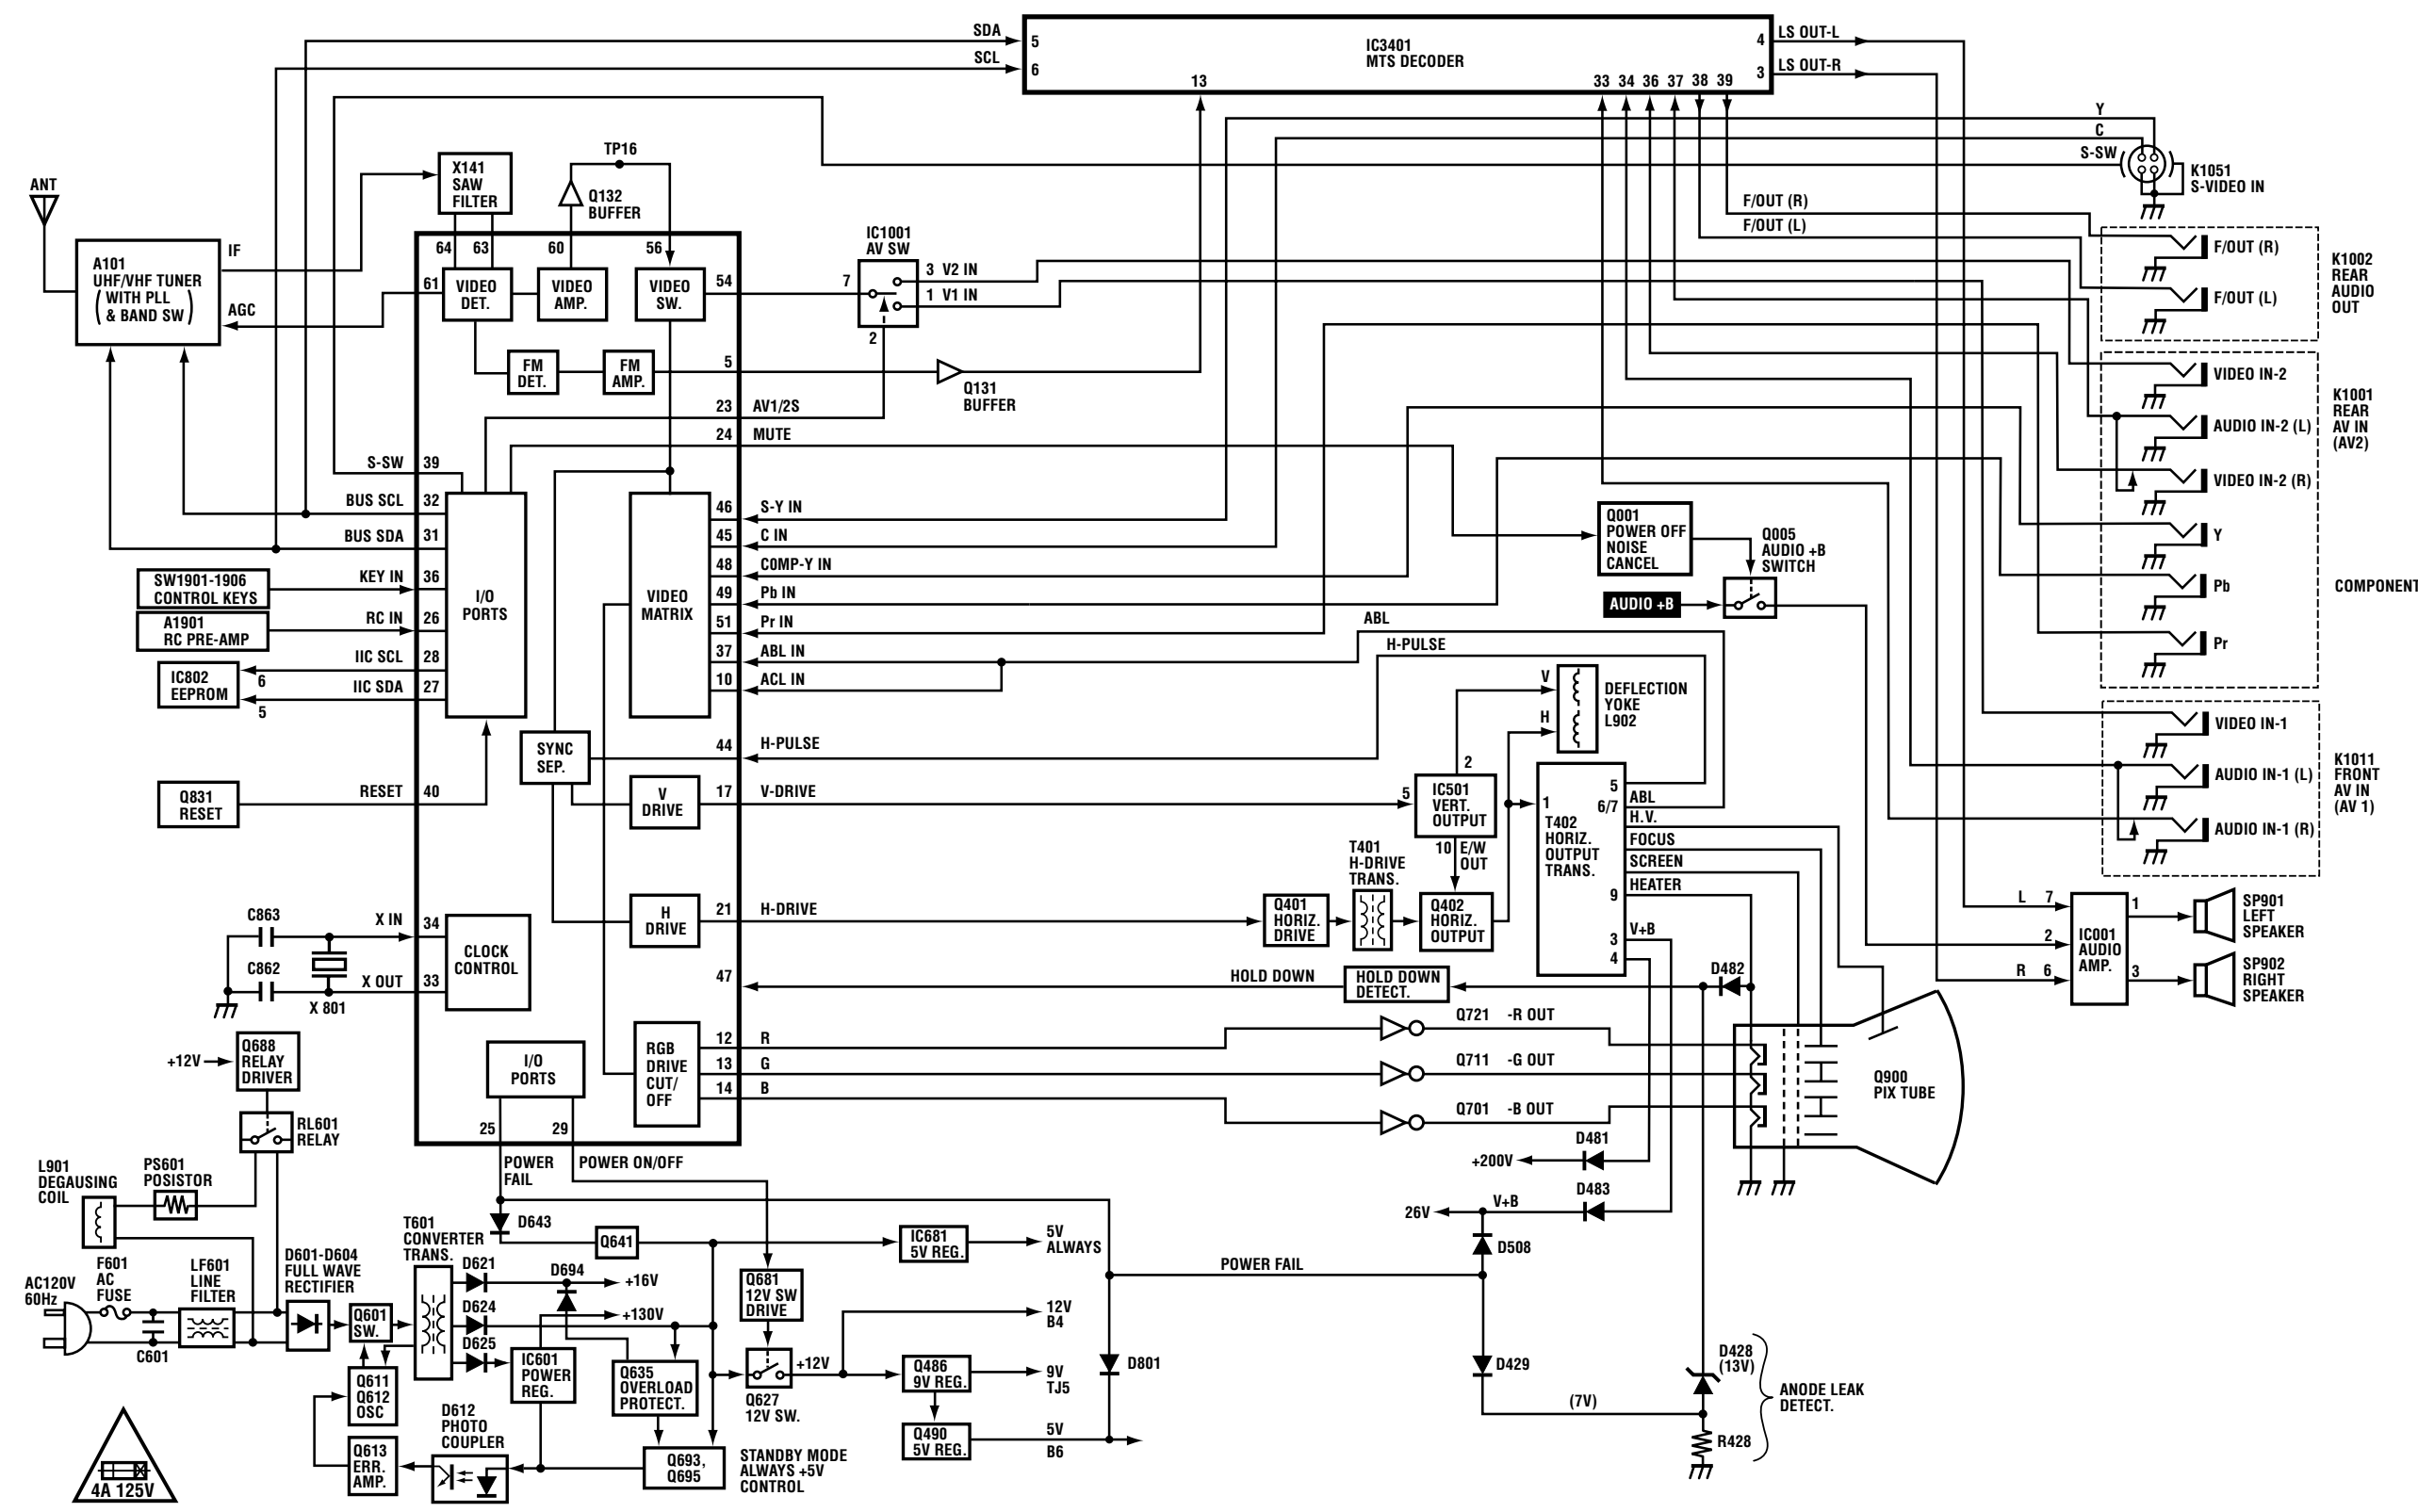 SDA
SCL
5
6
IC3401
MTS DECODER
13
33 34 36 37 38 39
4
3
LS OUT-L
LS OUT-R
Y
C
S-SW
K1051
S-VIDEO IN
ANT
X141
SAW
FILTER
TP16
Q132
BUFFER
F/OUT (R)
F/OUT (L)
F/OUT (R)
F/OUT (L)
K1002
REAR
AUDIO
OUT
A101
UHF/VHF TUNER
(WITH PLL
& BAND SW)
IF
AGC
64
63
60
56
61
VIDEO
DET.
VIDEO
AMP.
VIDEO
SW.
54
IC1001
AV SW
7
3 V2 IN
1 V1 IN
2
FM
DET.
FM
AMP.
5
Q131
BUFFER
VIDEO IN-2
AUDIO IN-2 (L)
VIDEO IN-2 (R)
Y
Pb
Pr
K1001
REAR
AV IN
(AV2)
COMPONENT
23 AV1/2S
24 MUTE
S-SW 39
BUS SCL 32
BUS SDA 31
KEY IN 36
RC IN 26
IIC SCL 28
IIC SDA 27
SW1901-1906
CONTROL KEYS
A1901
RC PRE-AMP
IC802
EEPROM
6
5
I/O
PORTS
VIDEO
MATRIX
46 S-Y IN
45 C IN
48 COMP-Y IN
49 Pb IN
51 Pr IN
37 ABL IN
10 ACL IN
Q001
POWER OFF
NOISE
CANCEL
Q005
AUDIO +B
SWITCH
AUDIO +B
ABL
H-PULSE
V
H
DEFLECTION
YOKE
L902
VIDEO IN-1
AUDIO IN-1 (L)
AUDIO IN-1 (R)
K1011
FRONT
AV IN
(AV 1)
Q831
RESET
RESET 40
SYNC
SEP.
44 H-PULSE
V
DRIVE
17 V-DRIVE
2
5
IC501
VERT.
OUTPUT
10
E/W
OUT
1
T402
HORIZ.
OUTPUT
TRANS.
5
6/7
9
3
4
ABL
H.V.
FOCUS
SCREEN
HEATER
V+B
T401
H-DRIVE
TRANS.
H
DRIVE
21 H-DRIVE
Q401
HORIZ.
DRIVE
Q402
HORIZ.
OUTPUT
L 7
2
R 6
IC001
AUDIO
AMP.
1
3
SP901
LEFT
SPEAKER
SP902
RIGHT
SPEAKER
C863
C862
X 801
X IN 34
X OUT 33
CLOCK
CONTROL
47
HOLD DOWN
HOLD DOWN
DETECT.
D482
+12V
Q688
RELAY
DRIVER
RL601
RELAY
I/O
PORTS
RGB
DRIVE
CUT/
OFF
12 R
13 G
14 B
Q721 -R OUT
Q711 -G OUT
Q701 -B OUT
Q900
PIX TUBE
25
29
POWER
FAIL
POWER ON/OFF
D481
+200V
D483
26V
V+B
D508
L901
DEGAUSING
COIL
PS601
POSISTOR
T601
CONVERTER
TRANS.
D643
Q641
IC681
5V REG.
5V
ALWAYS
POWER FAIL
AC120V
60Hz
F601
AC
FUSE
C601
LF601
LINE
FILTER
D601-D604
FULL WAVE
RECTIFIER
Q601
SW.
D621
D624
D625
D694
+16V
+130V
Q681
12V SW
DRIVE
12V
B4
IC601
POWER
REG.
Q635
OVERLOAD
PROTECT.
+12V
Q627
12V SW.
Q486
9V REG.
9V
TJ5
D801
D429
(7V)
D428
(13V)
R428
ANODE LEAK
DETECT.
Q611
Q612
OSC
D612
PHOTO
COUPLER
Q613
ERR.
AMP.
Q693,
Q695
STANDBY MODE
ALWAYS +5V
CONTROL
Q490
5V REG.
5V
B6
4A 125V